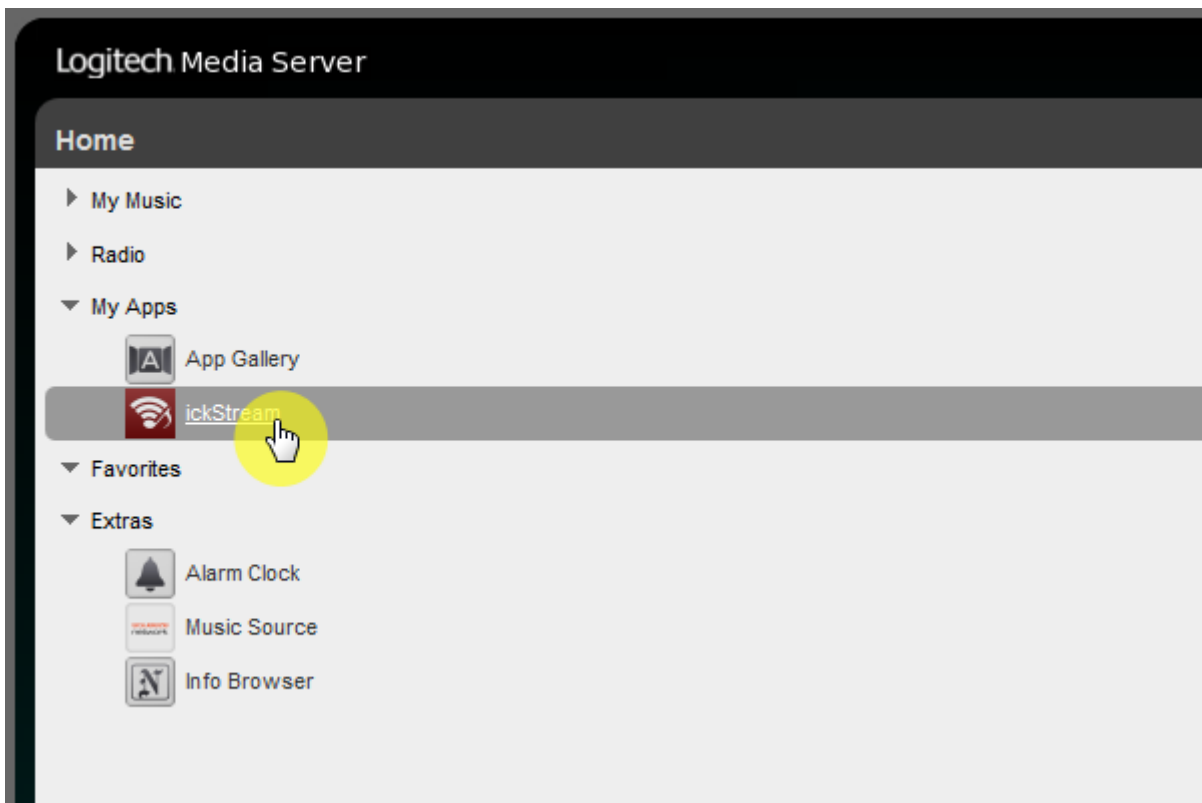 Logitech Media Server
Home
My Music
Radio
My Apps
A
App Gallery
ickStream
Favorites
Extras
Alarm Clock
network
Music Source
N
Info Browser